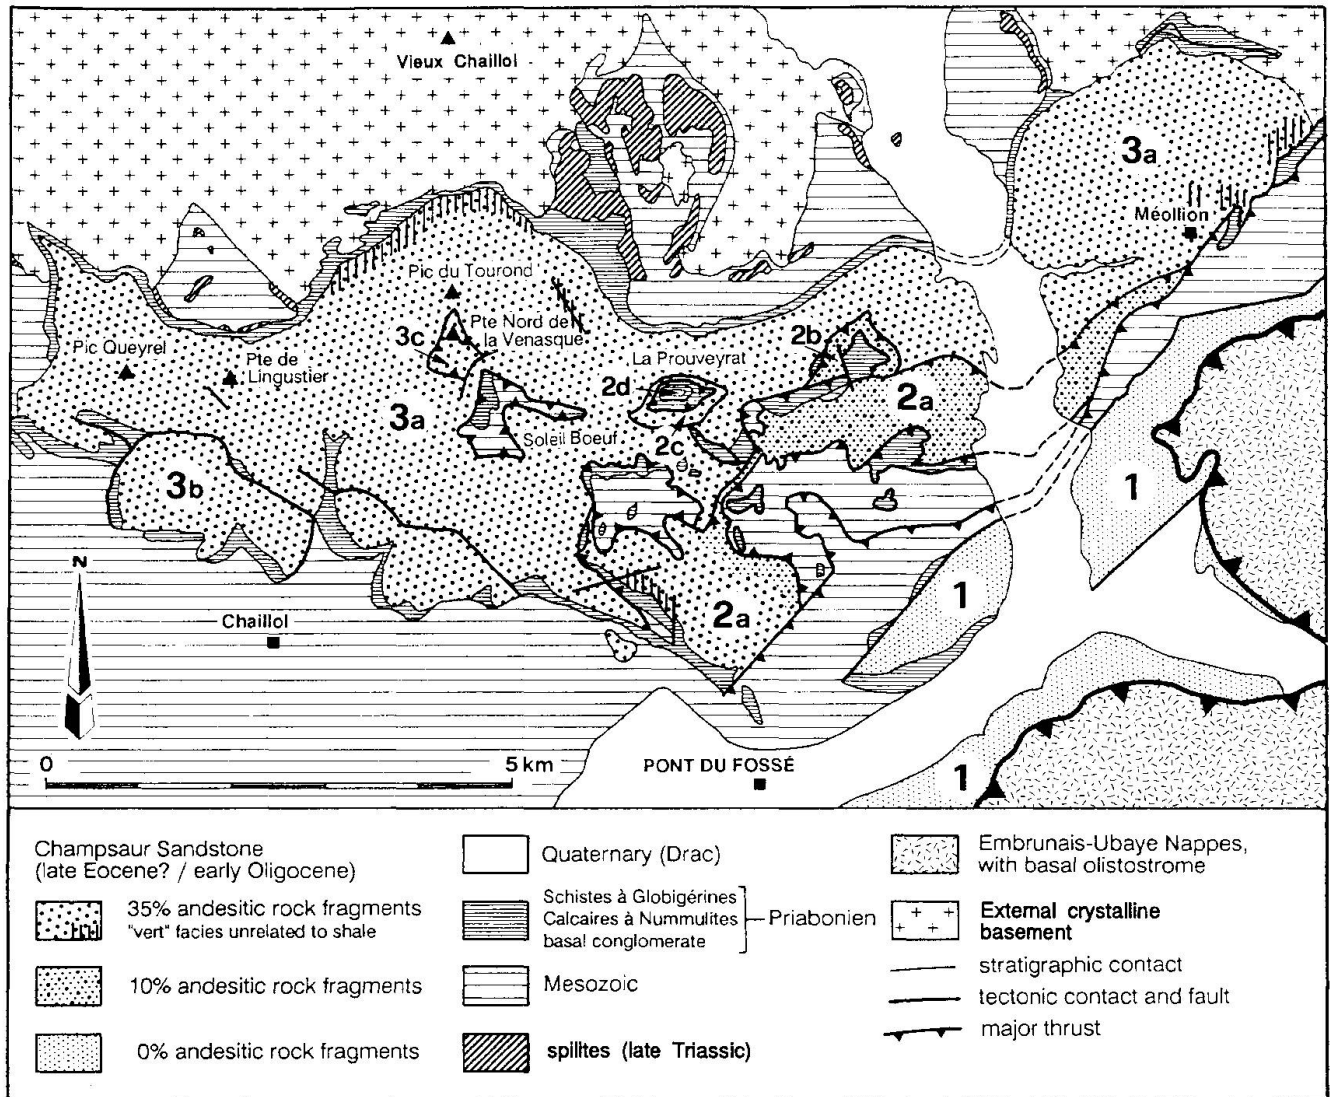 Vieux Chaillol
3a
Méollion
Pic du Tourond
Pte Nord de
la Venasque
3c
Pic Queyrel
Pte de
Lingustier
La Prouveyrat
2b
2d
2a
3a
Soleil Boeuf
2c
3b
1
N
Chaillol
2a
1
0 5 km
PONT DU FOSSÉ
1
Champsaur Sandstone
(late Eocene? / early Oligocene)
35% andesitic rock fragments
"vert" facies unrelated to shale
10% andesitic rock fragments
0% andesitic rock fragments
Quaternary (Drac)
Schistes à Globigérines
Calcaires à Nummulites
basal conglomerate
Priabonien
Mesozoic
spilites (late Triassic)
Embrunais-Ubaye Nappes,
with basal olistostrome
External crystalline
basement
stratigraphic contact
tectonic contact and fault
major thrust